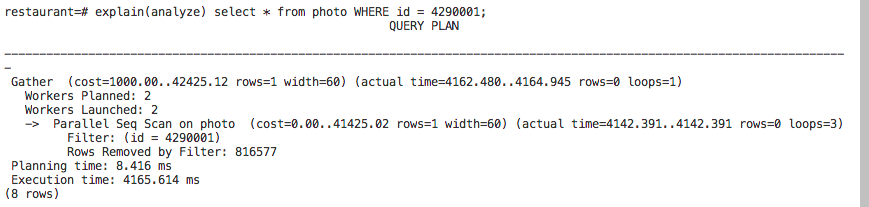 restaurant=# explain(analyze) select * from photo WHERE id = 4290001;
QUERY PLAN
------------------------------------------------------------------------------------------------------------------------
-
Gather  (cost=1000.00..42425.12 rows=1 width=60) (actual time=4162.480..4164.945 rows=0 loops=1)
Workers Planned: 2
Workers Launched: 2
->  Parallel Seq Scan on photo  (cost=0.00..41425.02 rows=1 width=60) (actual time=4142.391..4142.391 rows=0 loops=3)
Filter: (id = 4290001)
Rows Removed by Filter: 816577
Planning time: 8.416 ms
Execution time: 4165.614 ms
(8 rows)